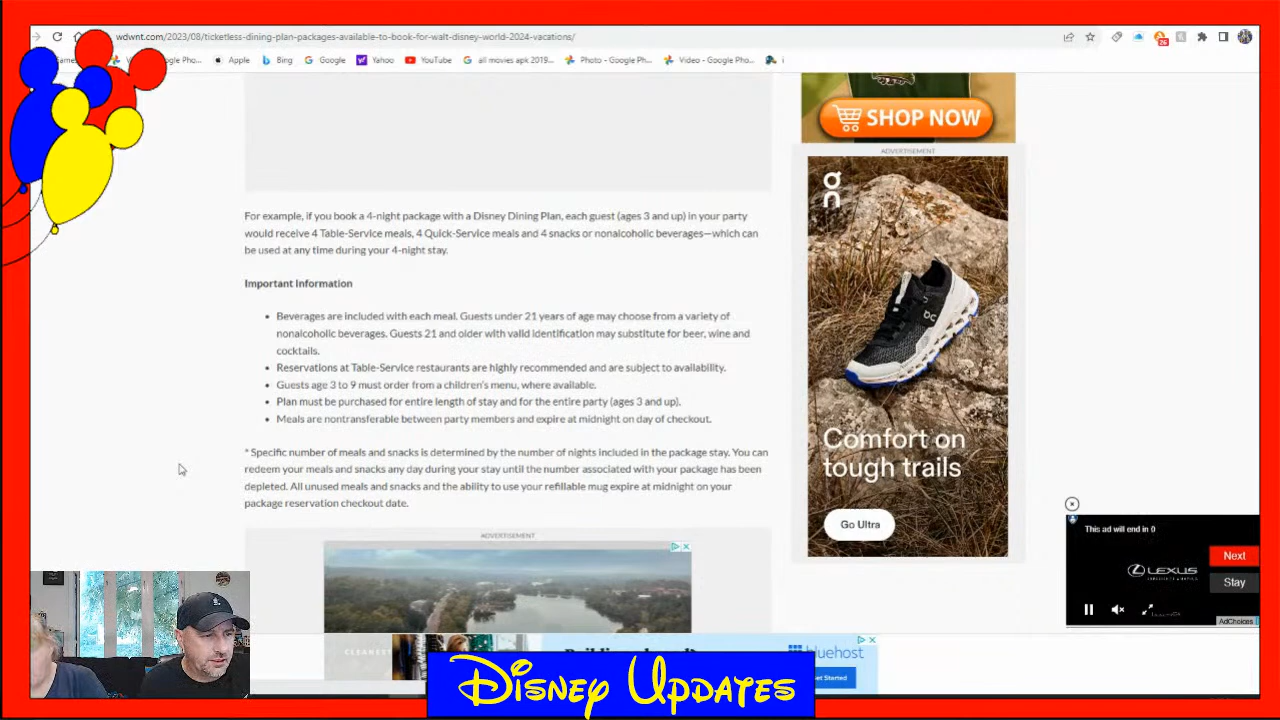 wdwnt.com/2023/08/ticketless-dining-plan-packages-available-to-book-for-walt-disney-world-2024-vacations/
Apple
Bing
Google
Yahoo
YouTube
all movies apk 2019...
Photo - Google Ph...
Video - Google Pho...
26
SHOP NOW
ADVERTISEMENT
For example, if you book a 4-night package with a Disney Dining Plan, each guest (ages 3 and up) in your party
would receive 4 Table-Service meals, 4 Quick-Service meals and 4 snacks or nonalcoholic beverages—which can
be used at any time during your 4-night stay.
Important Information
• Beverages are included with each meal. Guests under 21 years of age may choose from a variety of
nonalcoholic beverages. Guests 21 and older with valid identification may substitute for beer, wine and
cocktails.
• Reservations at Table-Service restaurants are highly recommended and are subject to availability.
• Guests age 3 to 9 must order from a children's menu, where available.
• Plan must be purchased for entire length of stay and for the entire party (ages 3 and up).
• Meals are nontransferable between party members and expire at midnight on day of checkout.
* Specific number of meals and snacks is determined by the number of nights included in the package stay. You can
redeem your meals and snacks any day during your stay until the number associated with your package has been
depleted. All unused meals and snacks and the ability to use your refillable mug expire at midnight on your
package reservation checkout date.
ADVERTISEMENT
Comfort on
tough trails
Go Ultra
This ad will end in 0
LEXUS
Next
Stay
AdChoices
bluehost
Get Started
DISNEY UPDATES